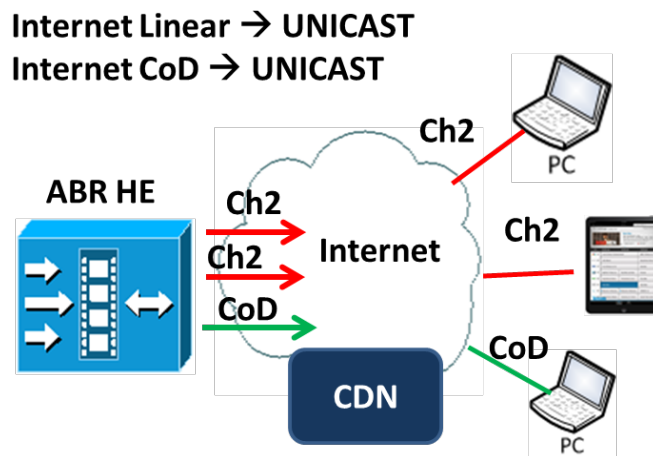 Internet Linear → UNICAST
Internet CoD → UNICAST
Ch2
PC
ABR HE
Ch2
Ch2
Internet
Ch2
CoD
CoD
CDN
PC